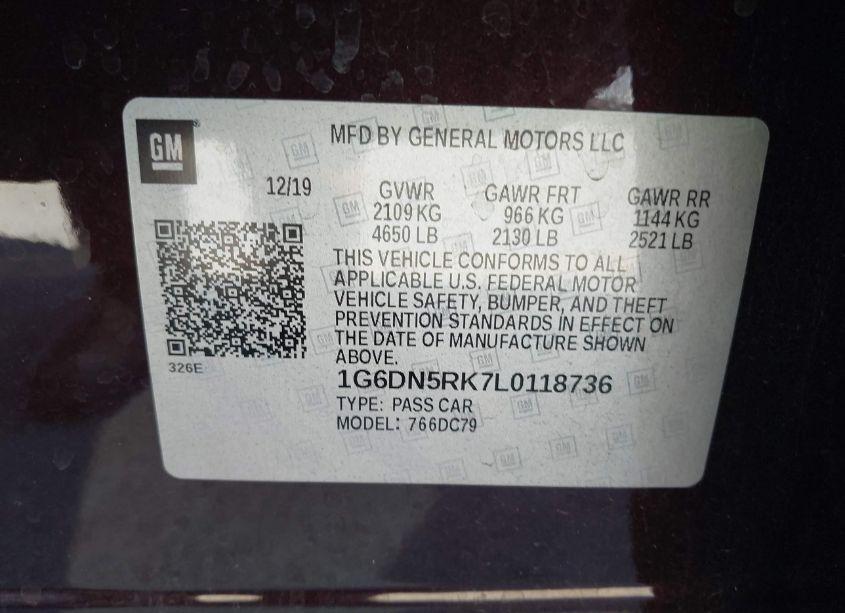 GM
MFD BY GENERAL MOTORS LLC
12/19
GVWR GAWR FRT GAWR RR
2109 KG 966 KG 1144 KG
4650 LB 2130 LB 2521 LB
THIS VEHICLE CONFORMS TO ALL
APPLICABLE U.S. FEDERAL MOTOR
VEHICLE SAFETY, BUMPER, AND THEFT
PREVENTION STANDARDS IN EFFECT ON
THE DATE OF MANUFACTURE SHOWN
ABOVE.
326E
1G6DN5RK7L0118736
TYPE: PASS CAR
MODEL: 766DC79